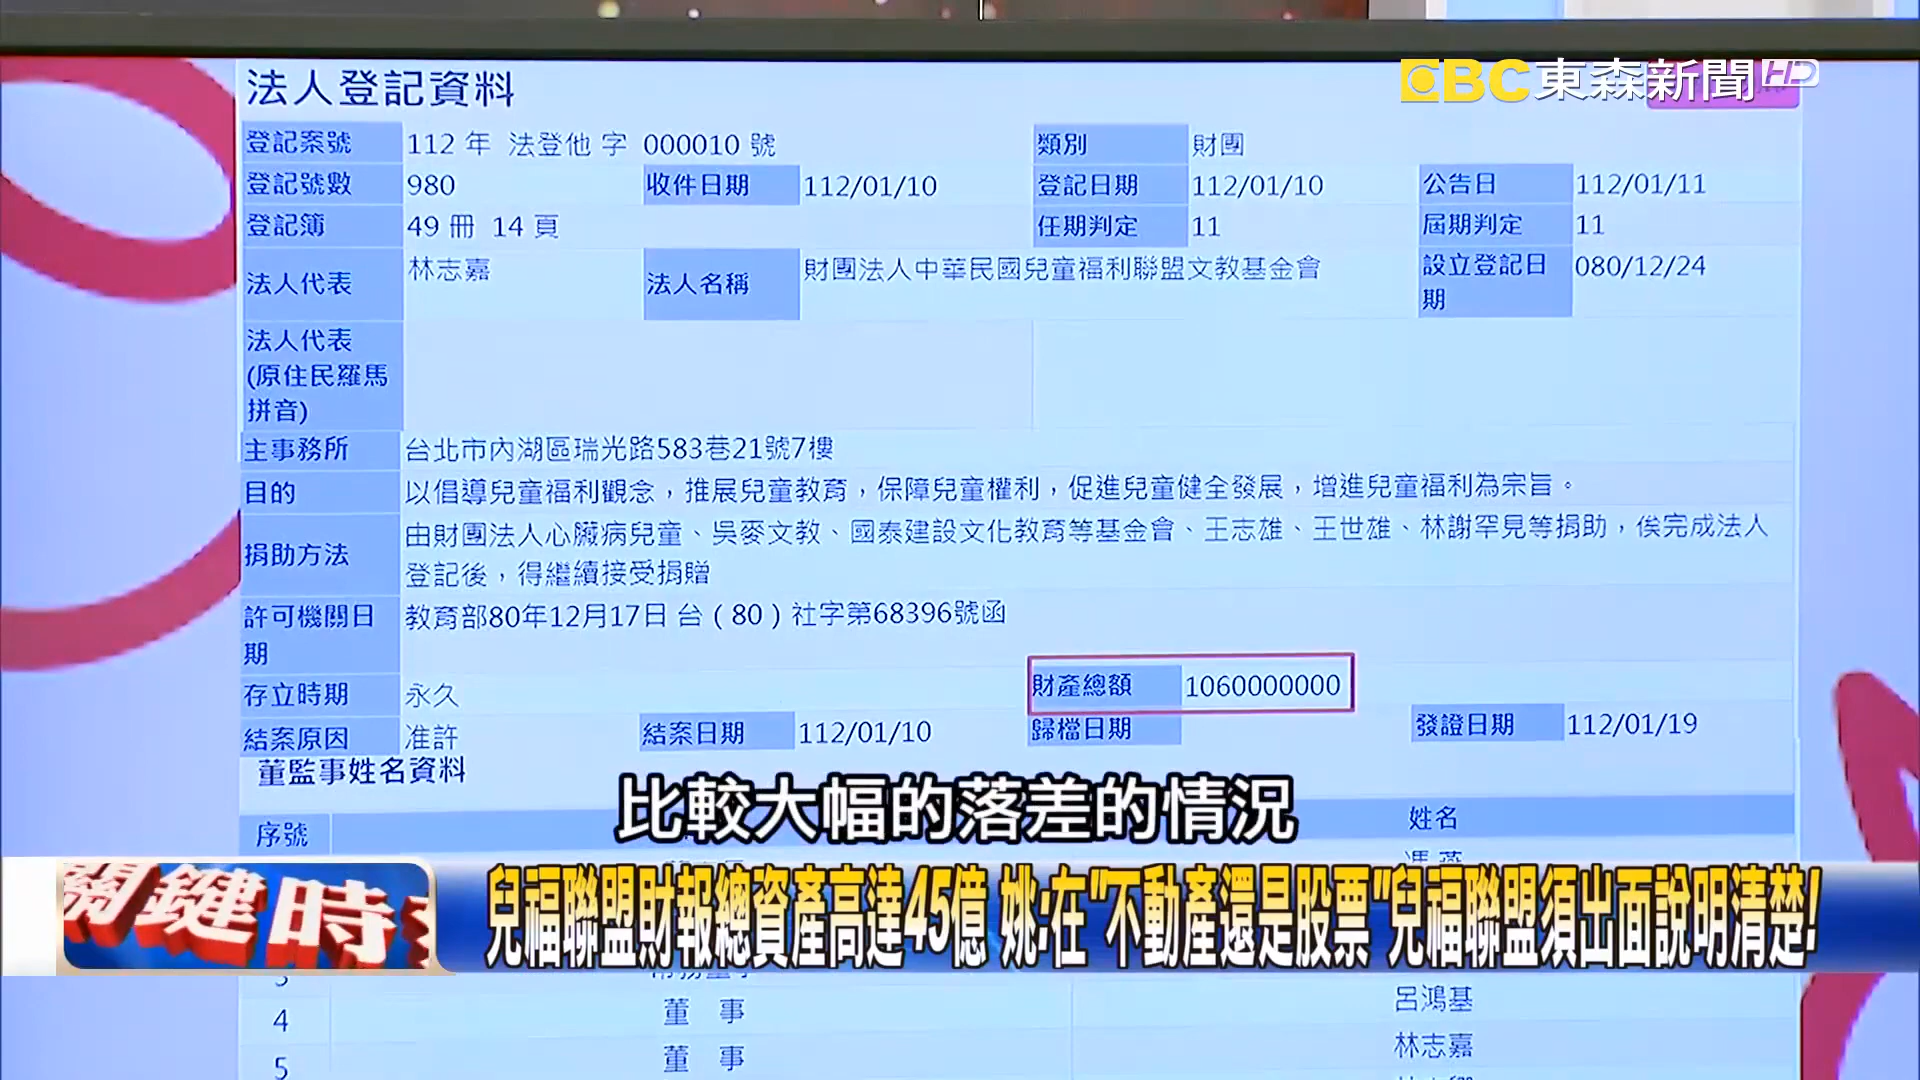 EBC 東森新聞 HD
法人登記資料
登記案號 112 年 法登他 字 000010 號 類別 財團
登記號數 980 收件日期 112/01/10 登記日期 112/01/10 公告日 112/01/11
登記簿 49 冊 14 頁 任期判定 11 屆期判定 11
法人代表 林志嘉 法人名稱 財團法人中華民國兒童福利聯盟文教基金會 設立登記日 080/12/24
期
法人代表
(原住民羅馬
拼音)
主事務所 台北市內湖區瑞光路583巷21號7樓
目的 以倡導兒童福利觀念，推展兒童教育，保障兒童權利，促進兒童健全發展，增進兒童福利為宗旨。
捐助方法 由財團法人心臟病兒童、吳麥文教、國泰建設文化教育等基金會、王志雄、王世雄、林謝罕見等捐助，俟完成法人
登記後，得繼續接受捐贈
許可機關日 教育部80年12月17日 台（80）社字第68396號函
期
存立時期 永久 財產總額 1060000000
結案原因 准許 結案日期 112/01/10 歸檔日期 發證日期 112/01/19
董監事姓名資料
比較大幅的落差的情況
序號 姓名
關鍵時
兒福聯盟財報總資產高達45億 姚:在"不動產還是股票"兒福聯盟須出面說明清楚!
4 董 事 呂鴻基
5 董 事 林志嘉